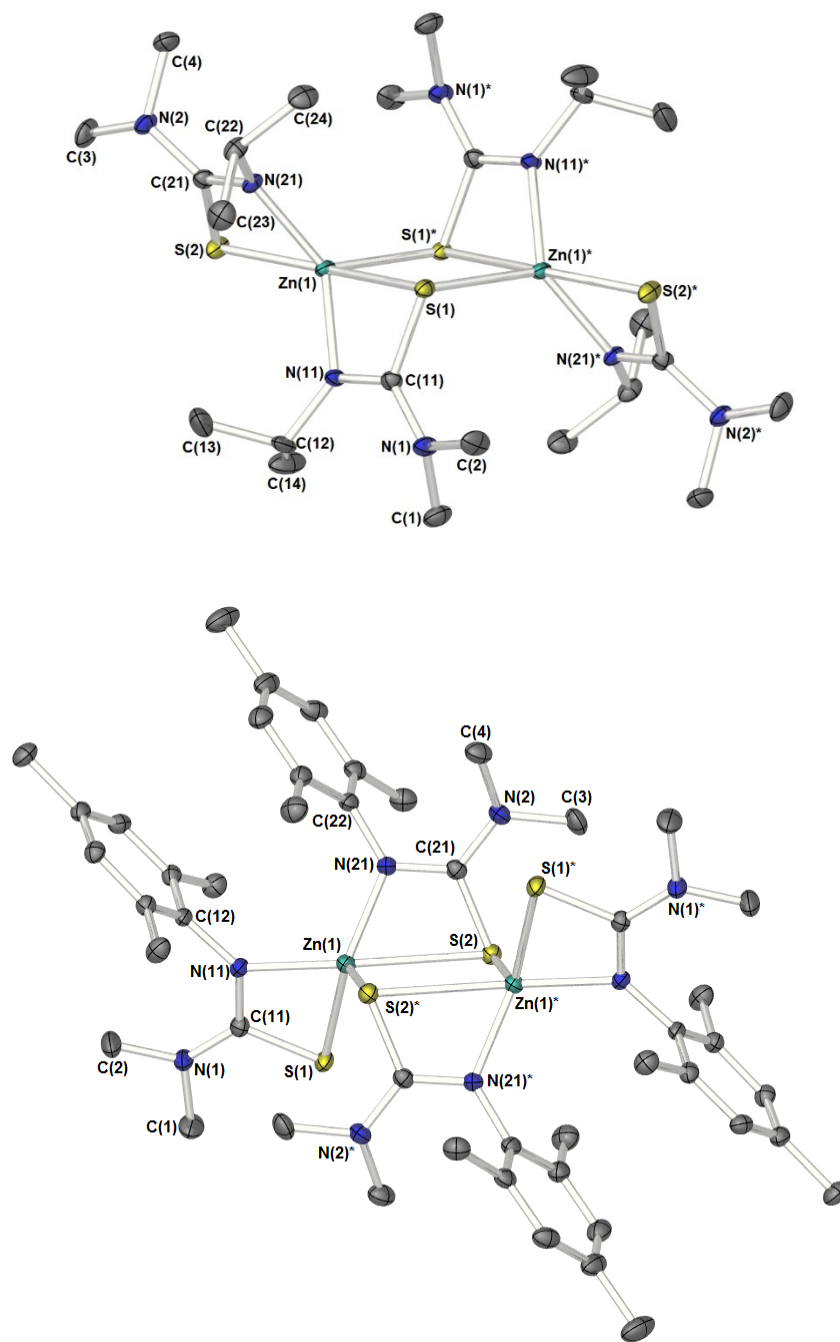 C(4)
C(24)
N(1)*
N(2)
C(22)
C(3)
C(21)
N(21)
N(11)*
C(23)
S(2)
S(1)*
Zn(1)*
Zn(1)
S(1)
S(2)*
N(21)*
N(11)
C(11)
N(2)*
C(13)
C(12)
N(1)
C(2)
C(14)
C(1)
C(4)
N(2)
C(3)
C(22)
C(21)
N(21)
S(1)*
N(1)*
C(12)
Zn(1)
S(2)
N(11)
S(2)*
Zn(1)*
C(11)
C(2)
N(1)
S(1)
N(21)*
C(1)
N(2)*